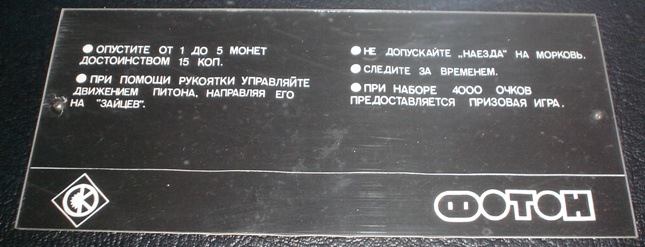 ● ОПУСТИТЕ ОТ 1 ДО 5 МОНЕТ
ДОСТОИНСТВОМ 15 КОП.
● ПРИ ПОМОЩИ РУКОЯТКИ УПРАВЛЯЙТЕ
ДВИЖЕНИЕМ ПИТОНА, НАПРАВЛЯЯ ЕГО
НА "ЗАЙЦЕВ".
● НЕ ДОПУСКАЙТЕ „НАЕЗДА" НА МОРКОВЬ.
● СЛЕДИТЕ ЗА ВРЕМЕНЕМ.
● ПРИ НАБОРЕ 4000 ОЧКОВ
ПРЕДОСТАВЛЯЕТСЯ ПРИЗОВАЯ ИГРА.
ФОТОН